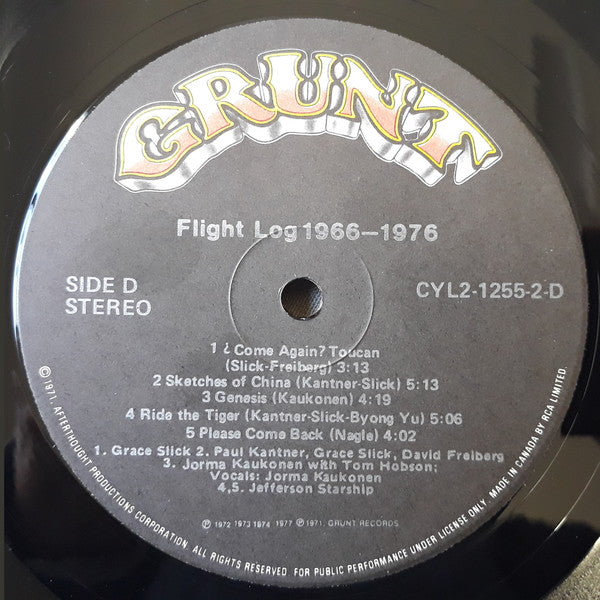 GRUNT
Flight Log 1966—1976
SIDE D
STEREO
CYL2-1255-2-D
1 ¿ Come Again? Toucan
(Slick-Freiberg) 3:13
2 Sketches of China (Kantner-Slick) 5:13
3 Genesis (Kaukonen) 4:19
4 Ride the Tiger (Kantner-Slick-Byong Yu) 5:06
5 Please Come Back (Nagle) 4:02
1. Grace Slick 2. Paul Kantner, Grace Slick, David Freiberg
3. Jorma Kaukonen with Tom Hobson;
Vocals: Jorma Kaukonen
4,5. Jefferson Starship
℗ 1972 1973 1974 1977 ℗ 1971, GRUNT RECORDS
© 1971, AFTERTHOUGHT PRODUCTIONS CORPORATION. ALL RIGHTS RESERVED. FOR PUBLIC PERFORMANCE UNDER LICENSE ONLY. MADE IN CANADA BY RCA LIMITED.